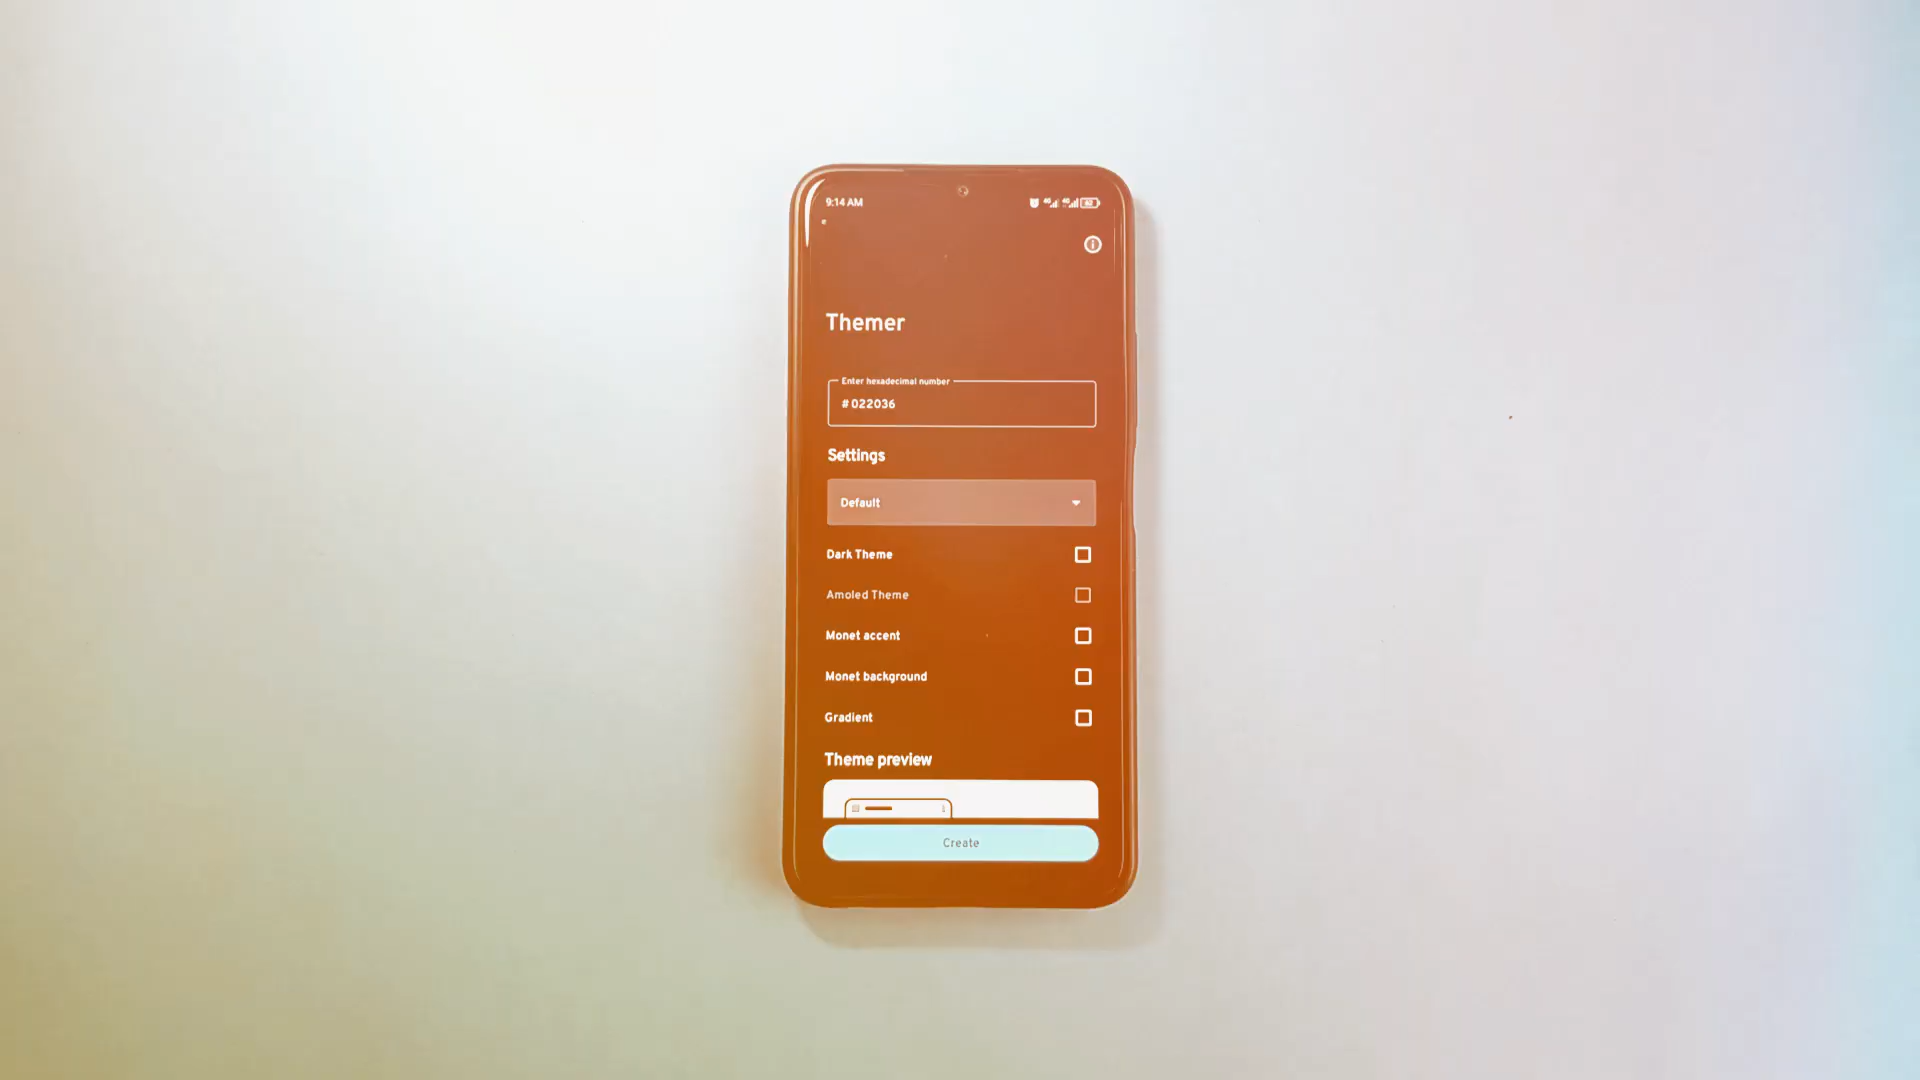 9:14 AM
Themer
Enter hexadecimal number
#022036
Settings
Default
Dark Theme
Amoled Theme
Monet accent
Monet background
Gradient
Theme preview
Create